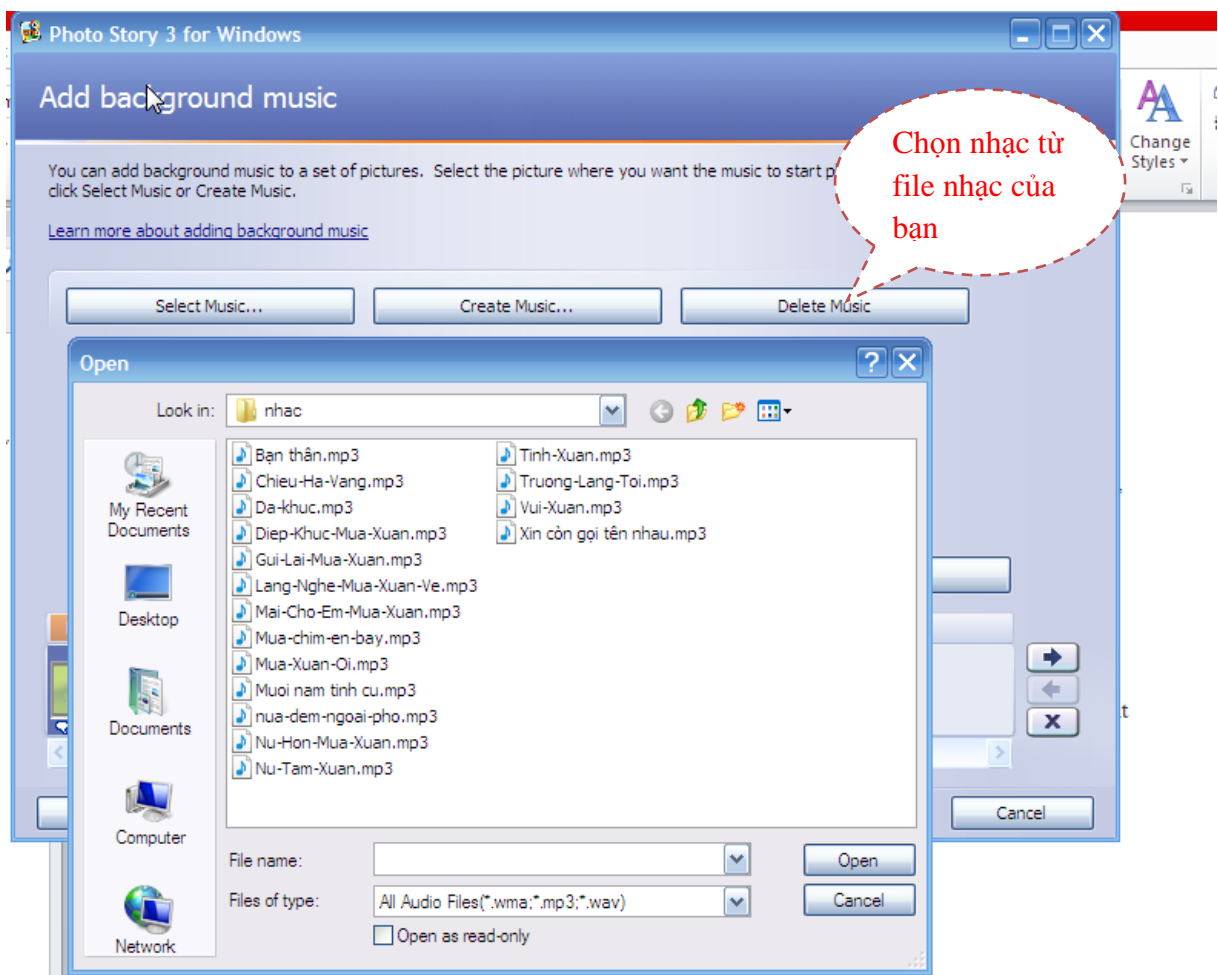 Photo Story 3 for Windows
Add background music
Change
Styles
Chọn nhạc từ
file nhạc của
bạn
You can add background music to a set of pictures. Select the picture where you want the music to start p
click Select Music or Create Music.
Learn more about adding background music
Select Music...
Create Music...
Delete Music
Open
Look in:
nhac
My Recent
Documents
Desktop
Documents
Computer
Network
Bạn thân.mp3
Chieu-Ha-Vang.mp3
Da-khuc.mp3
Diep-Khuc-Mua-Xuan.mp3
Gui-Lai-Mua-Xuan.mp3
Lang-Nghe-Mua-Xuan-Ve.mp3
Mai-Cho-Em-Mua-Xuan.mp3
Mua-chim-en-bay.mp3
Mua-Xuan-Oi.mp3
Muoi nam tinh cu.mp3
nua-dem-ngoai-pho.mp3
Nu-Hon-Mua-Xuan.mp3
Nu-Tam-Xuan.mp3
Tinh-Xuan.mp3
Truong-Lang-Toi.mp3
Vui-Xuan.mp3
Xin còn gọi tên nhau.mp3
File name:
Open
Files of type:
All Audio Files(*.wma;*.mp3;*.wav)
Cancel
Open as read-only
Cancel